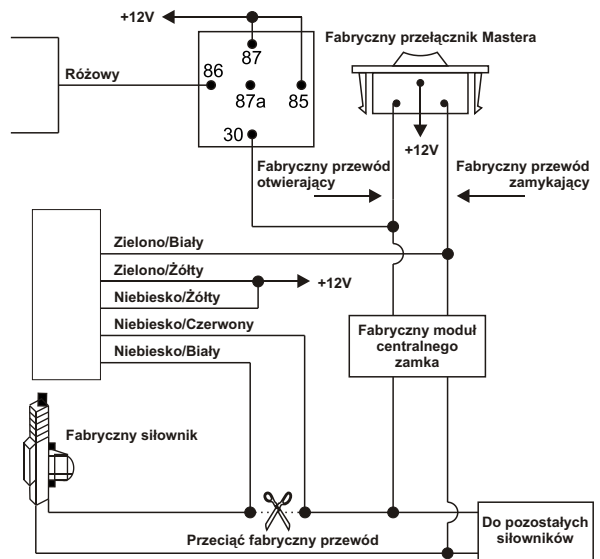 +12V
Fabryczny przełącznik Mastera
87
Różowy
86
87a
85
30
+12V
Fabryczny przewód
otwierający
Fabryczny przewód
zamykający
Zielono/Biały
Zielono/Żółty
+12V
Niebiesko/Żółty
Niebiesko/Czerwony
Niebiesko/Biały
Fabryczny moduł
centralnego
zamka
Fabryczny siłownik
Przeciąć fabryczny przewód
Do pozostałych
siłowników